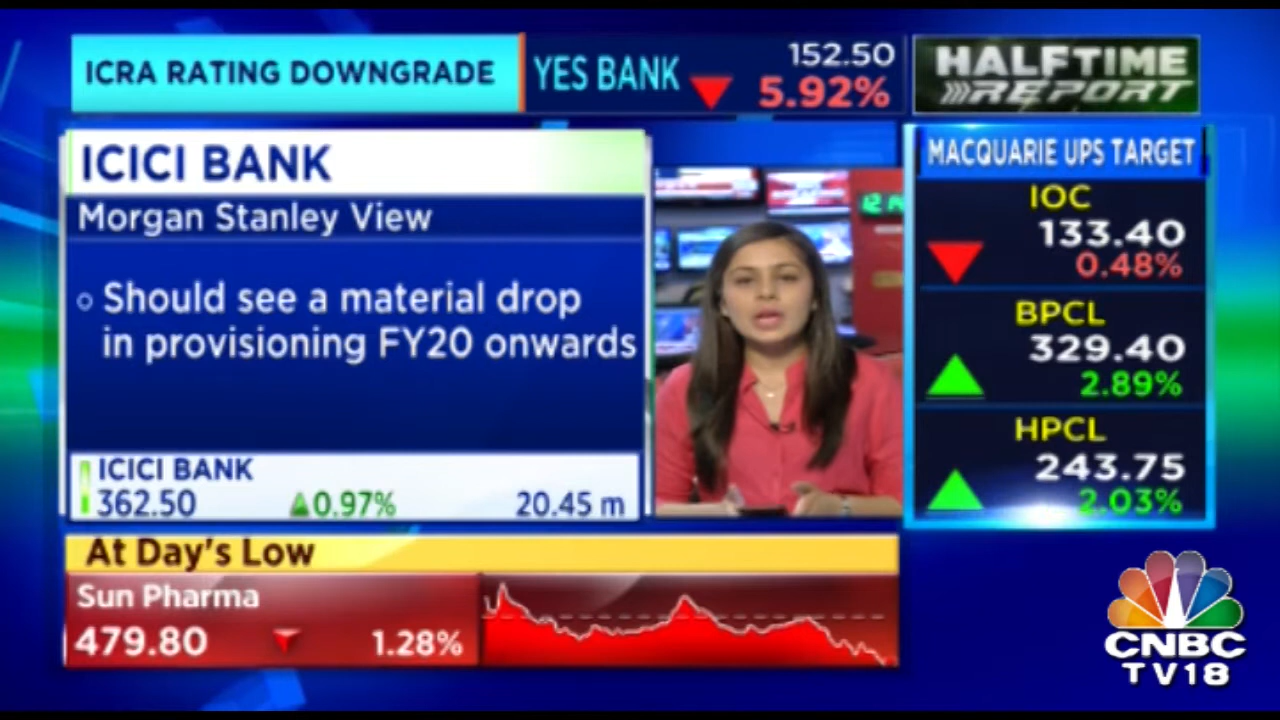 ICRA RATING DOWNGRADE
YES BANK
152.50
5.92%
HALFTIME
REPORT
ICICI BANK
Morgan Stanley View
Should see a material drop
in provisioning FY20 onwards
ICICI BANK
362.50
0.97%
20.45 m
MACQUARIE UPS TARGET
IOC
133.40
0.48%
BPCL
329.40
2.89%
HPCL
243.75
2.03%
At Day's Low
Sun Pharma
479.80
1.28%
CNBC
TV18